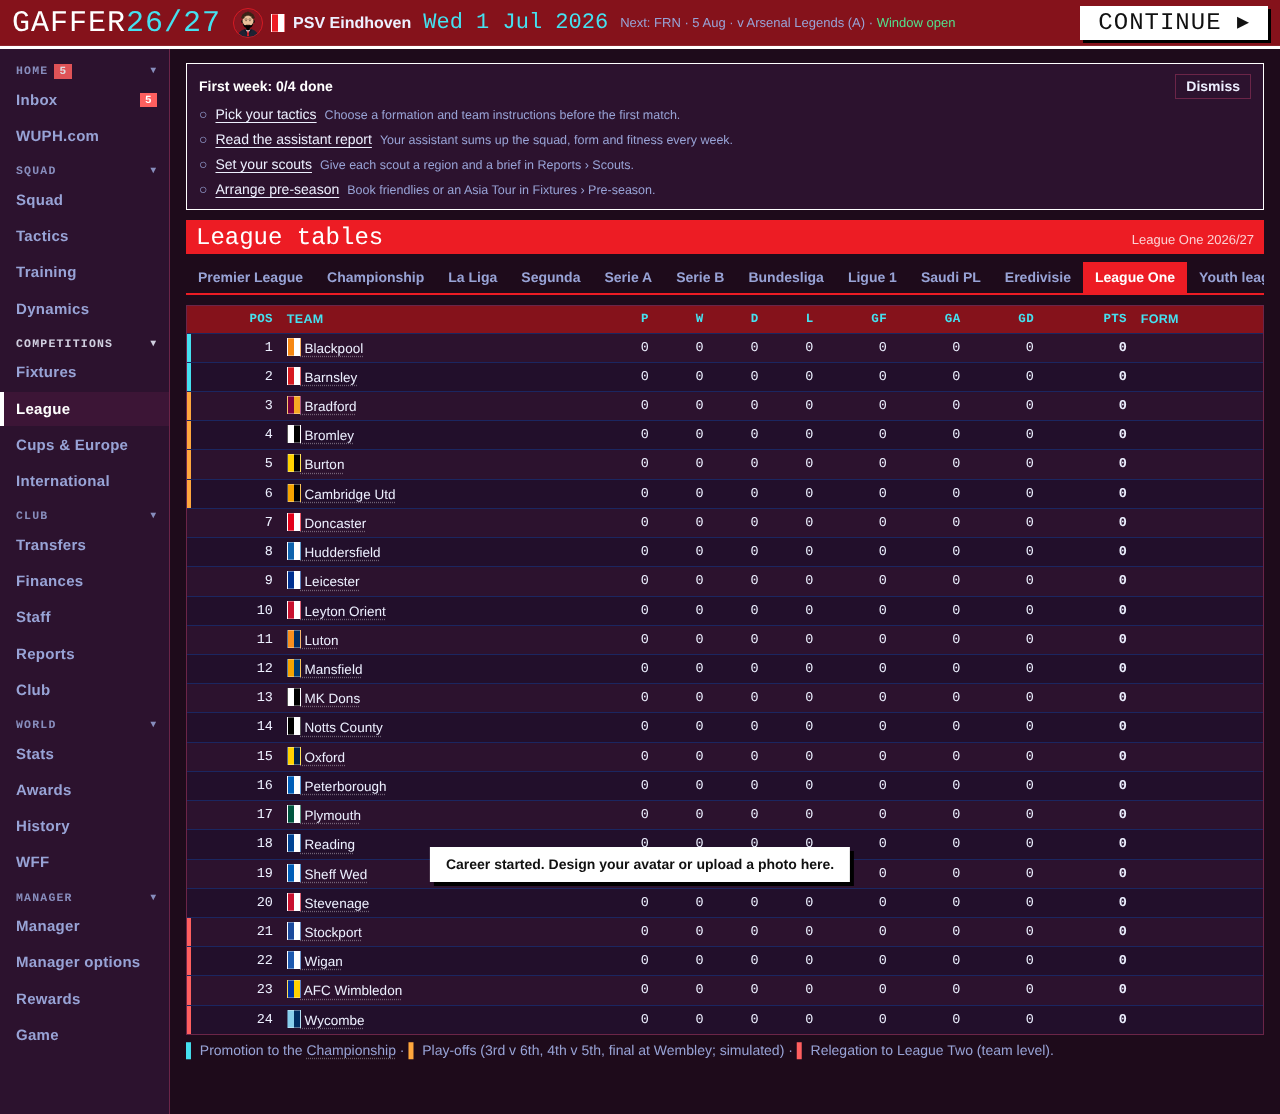 GAFFER26/27 PSV Eindhoven Wed 1 Jul 2026 Next: FRN · 5 Aug · v Arsenal Legends (A) · Window open CONTINUE ►
HOME 5 ▼
Inbox 5
WUPH.com
SQUAD ▼
Squad
Tactics
Training
Dynamics
COMPETITIONS ▼
Fixtures
League
Cups & Europe
International
CLUB ▼
Transfers
Finances
Staff
Reports
Club
WORLD ▼
Stats
Awards
History
WFF
MANAGER ▼
Manager
Manager options
Rewards
Game
First week: 0/4 done Dismiss
○ Pick your tactics Choose a formation and team instructions before the first match.
○ Read the assistant report Your assistant sums up the squad, form and fitness every week.
○ Set your scouts Give each scout a region and a brief in Reports › Scouts.
○ Arrange pre-season Book friendlies or an Asia Tour in Fixtures › Pre-season.
League tables League One 2026/27
Premier League Championship La Liga Segunda Serie A Serie B Bundesliga Ligue 1 Saudi PL Eredivisie League One Youth leag
POS TEAM P W D L GF GA GD PTS FORM
1 Blackpool 0 0 0 0 0 0 0 0
2 Barnsley 0 0 0 0 0 0 0 0
3 Bradford 0 0 0 0 0 0 0 0
4 Bromley 0 0 0 0 0 0 0 0
5 Burton 0 0 0 0 0 0 0 0
6 Cambridge Utd 0 0 0 0 0 0 0 0
7 Doncaster 0 0 0 0 0 0 0 0
8 Huddersfield 0 0 0 0 0 0 0 0
9 Leicester 0 0 0 0 0 0 0 0
10 Leyton Orient 0 0 0 0 0 0 0 0
11 Luton 0 0 0 0 0 0 0 0
12 Mansfield 0 0 0 0 0 0 0 0
13 MK Dons 0 0 0 0 0 0 0 0
14 Notts County 0 0 0 0 0 0 0 0
15 Oxford 0 0 0 0 0 0 0 0
16 Peterborough 0 0 0 0 0 0 0 0
17 Plymouth 0 0 0 0 0 0 0 0
18 Reading 0 0 0 0 0 0 0 0
Career started. Design your avatar or upload a photo here.
19 Sheff Wed 0 0 0 0
20 Stevenage 0 0 0 0 0 0 0 0
21 Stockport 0 0 0 0 0 0 0 0
22 Wigan 0 0 0 0 0 0 0 0
23 AFC Wimbledon 0 0 0 0 0 0 0 0
24 Wycombe 0 0 0 0 0 0 0 0
Promotion to the Championship · Play-offs (3rd v 6th, 4th v 5th, final at Wembley; simulated) · Relegation to League Two (team level).